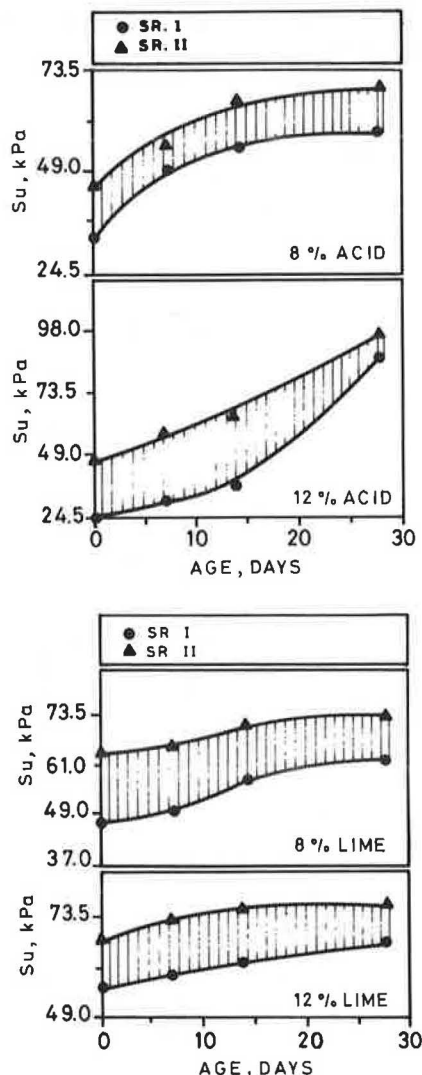 SR. I
SR. II
73.5
49.0
24.5
Su, kPa
8 % ACID
98.0
73.5
49.0
24.5
Su, kPa
12 % ACID
0
10
20
30
AGE, DAYS
SR I
SR II
73.5
61.0
49.0
37.0
Su, kPa
8 % LIME
73.5
49.0
Su, kPa
12 % LIME
0
10
20
30
AGE, DAYS